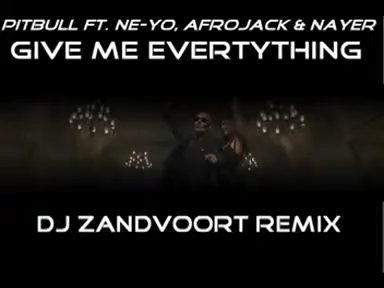 PITBULL FT. NE-YO, AFROJACK & NAYER
GIVE ME EVERTYTHING
DJ ZANDVOORT REMIX